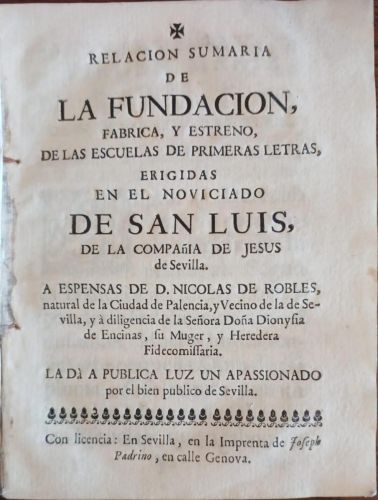 ✠
RELACION SUMARIA
DE
LA FUNDACION,
FABRICA, Y ESTRENO,
DE LAS ESCUELAS DE PRIMERAS LETRAS,
ERIGIDAS
EN EL NOVICIADO
DE SAN LUIS,
DE LA COMPAñIA DE JESUS
de Sevilla.
A ESPENSAS DE D. NICOLAS DE ROBLES,
natural de la Ciudad de Palencia, y Vecino de la de Se-
villa, y à diligencia de la Señora Doña Dionyſia
de Encinas, ſu Muger, y Heredera
Fidecomiſſaria.
LA Dà A PUBLICA LUZ UN APASSIONADO
por el bien publico de Sevilla.
Con licencia: En Sevilla, en la Imprenta de Joſeph
Padrino, en calle Genova.